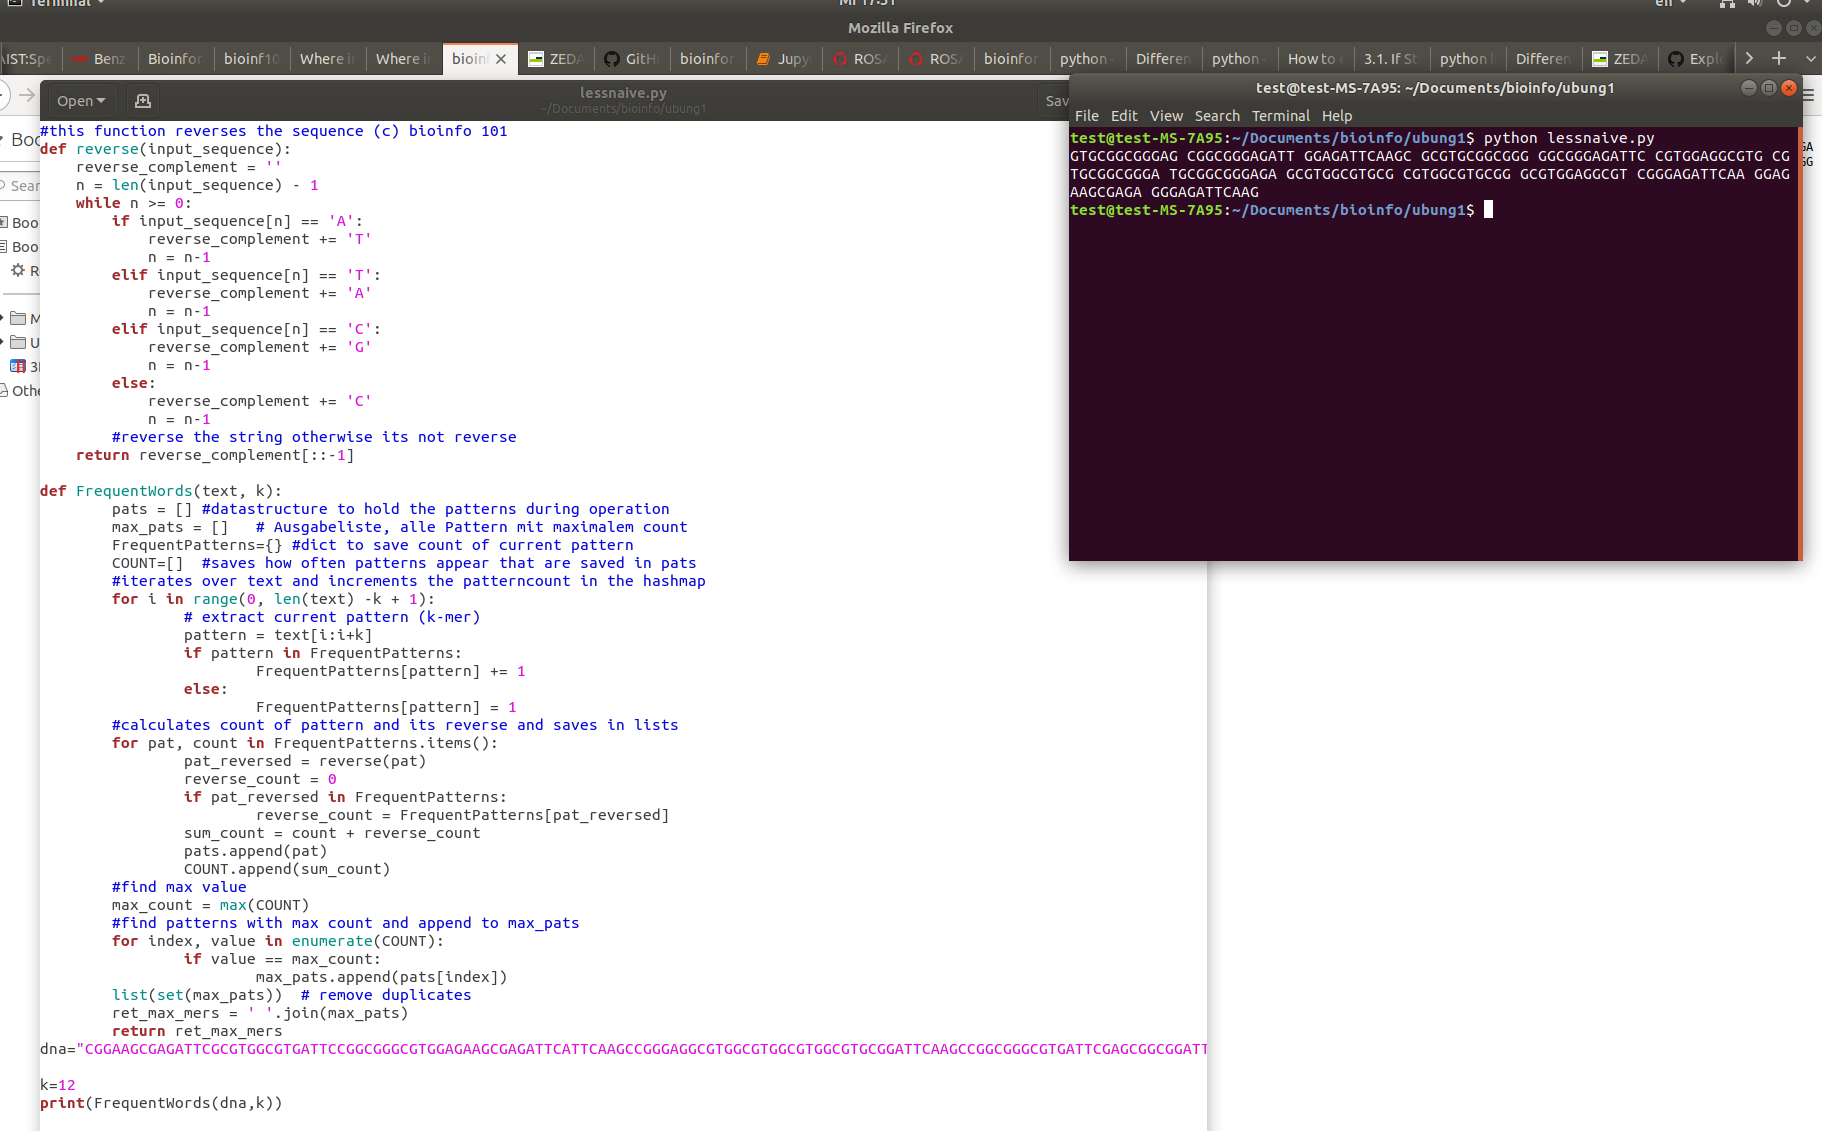 Terminal
Mi 17:31
en
Mozilla Firefox
AIST:Spe Benz Bioinfor bioinf10 Where i Where i bioin ZEDA GitH bioinfor Jupy ROSA ROSA bioinfor python - Differen python - How to 3.1. If St python Differen ZEDA Expl
Open
lessnaive.py
~/Documents/bioinfo/ubung1
Sav
Boo
Sear
Boo
Boo
R
M
U
3
Othe
#this function reverses the sequence (c) bioinfo 101
def reverse(input_sequence):
    reverse_complement = ''
    n = len(input_sequence) - 1
    while n >= 0:
        if input_sequence[n] == 'A':
            reverse_complement += 'T'
            n = n-1
        elif input_sequence[n] == 'T':
            reverse_complement += 'A'
            n = n-1
        elif input_sequence[n] == 'C':
            reverse_complement += 'G'
            n = n-1
        else:
            reverse_complement += 'C'
            n = n-1
        #reverse the string otherwise its not reverse
    return reverse_complement[::-1]
def FrequentWords(text, k):
        pats = [] #datastructure to hold the patterns during operation
        max_pats = []   # Ausgabeliste, alle Pattern mit maximalem count
        FrequentPatterns={} #dict to save count of current pattern
        COUNT=[]  #saves how often patterns appear that are saved in pats
        #iterates over text and increments the patterncount in the hashmap
        for i in range(0, len(text) -k + 1):
                # extract current pattern (k-mer)
                pattern = text[i:i+k]
                if pattern in FrequentPatterns:
                        FrequentPatterns[pattern] += 1
                else:
                        FrequentPatterns[pattern] = 1
        #calculates count of pattern and its reverse and saves in lists
        for pat, count in FrequentPatterns.items():
                pat_reversed = reverse(pat)
                reverse_count = 0
                if pat_reversed in FrequentPatterns:
                        reverse_count = FrequentPatterns[pat_reversed]
                sum_count = count + reverse_count
                pats.append(pat)
                COUNT.append(sum_count)
        #find max value
        max_count = max(COUNT)
        #find patterns with max count and append to max_pats
        for index, value in enumerate(COUNT):
                if value == max_count:
                        max_pats.append(pats[index])
        list(set(max_pats))  # remove duplicates
        ret_max_mers = ' '.join(max_pats)
        return ret_max_mers
dna="CGGAAGCGAGATTCGCGTGGCGTGATTCCGGCGGGCGTGGAGAAGCGAGATTCATTCAAGCCGGGAGGCGTGGCGTGGCGTGGCGTGCGGATTCAAGCCGGCGGGCGTGATTCGAGCGGCGGATT
k=12
print(FrequentWords(dna,k))
test@test-MS-7A95: ~/Documents/bioinfo/ubung1
File Edit View Search Terminal Help
test@test-MS-7A95:~/Documents/bioinfo/ubung1$ python lessnaive.py
GTGCGGCGGGAG CGGCGGGAGATT GGAGATTCAAGC GCGTGCGGCGGG GGCGGGAGATTC CGTGGAGGCGTG CG
TGCGGCGGGA TGCGGCGGGAGA GCGTGGCGTGCG CGTGGCGTGCGG GCGTGGAGGCGT CGGGAGATTCAA GGAG
AAGCGAGA GGGAGATTCAAG
test@test-MS-7A95:~/Documents/bioinfo/ubung1$
GA
GG